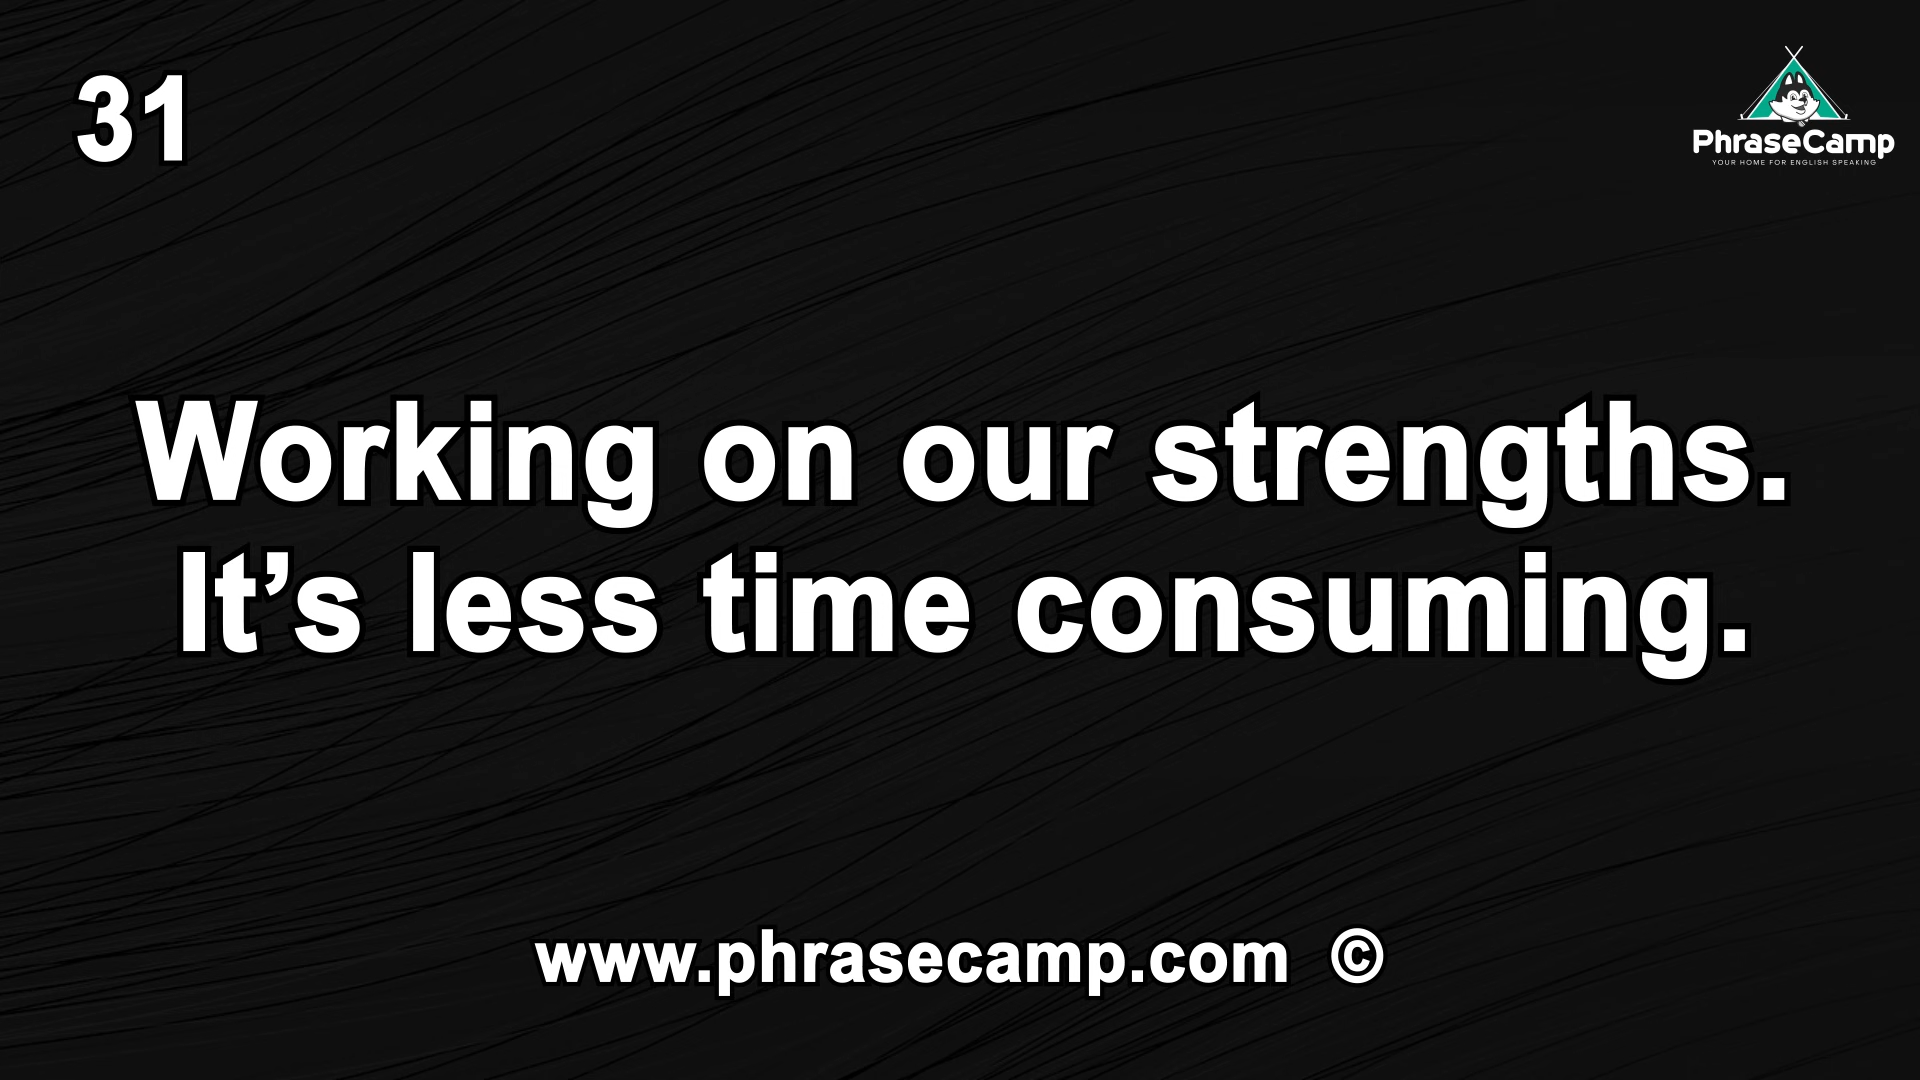 31
PhraseCamp
YOUR HOME FOR ENGLISH SPEAKING
Working on our strengths.
It’s less time consuming.
www.phrasecamp.com ©